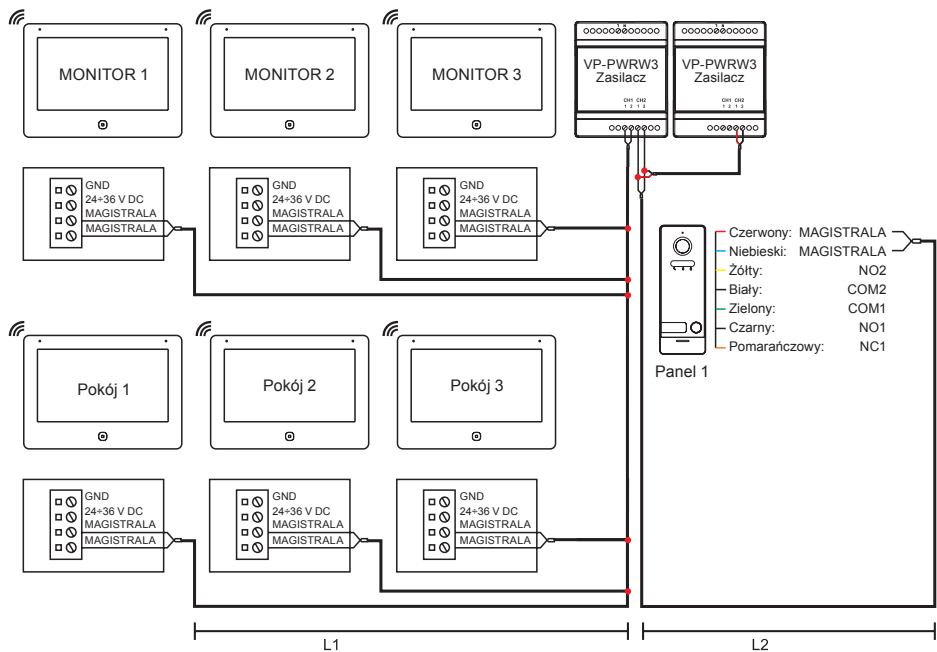 MONITOR 1
MONITOR 2
MONITOR 3
L N
VP-PWRW3
Zasilacz
CH1 CH2
1 2 1 2
L N
VP-PWRW3
Zasilacz
CH1 CH2
1 2 1 2
GND
24÷36 V DC
MAGISTRALA
MAGISTRALA
GND
24÷36 V DC
MAGISTRALA
MAGISTRALA
GND
24÷36 V DC
MAGISTRALA
MAGISTRALA
Czerwony: MAGISTRALA
Niebieski: MAGISTRALA
Żółty: NO2
Biały: COM2
Zielony: COM1
Czarny: NO1
Pomarańczowy: NC1
Panel 1
Pokój 1
Pokój 2
Pokój 3
GND
24÷36 V DC
MAGISTRALA
MAGISTRALA
GND
24÷36 V DC
MAGISTRALA
MAGISTRALA
GND
24÷36 V DC
MAGISTRALA
MAGISTRALA
L1
L2